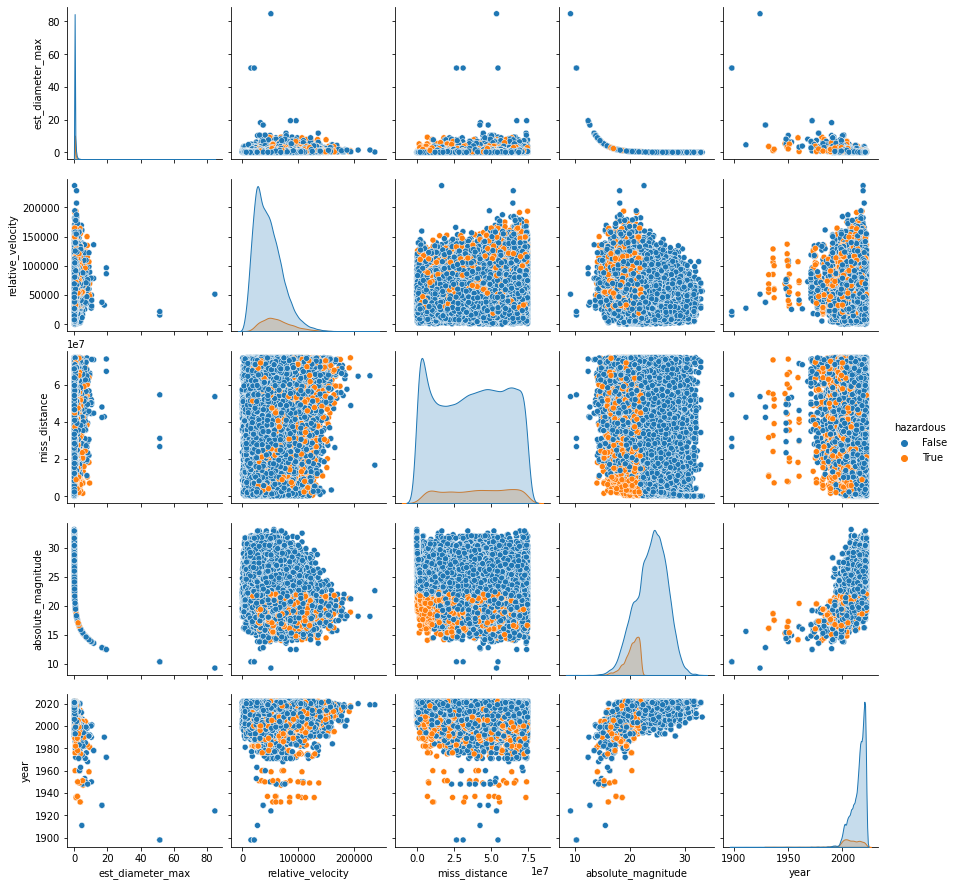 80
60
40
20
0
est_diameter_max
200000
150000
100000
50000
0
relative_velocity
1e7
6
4
2
0
miss_distance
hazardous
False
True
30
25
20
15
10
absolute_magnitude
2020
2000
1980
1960
1940
1920
1900
year
0 20 40 60 80
est_diameter_max
0 100000 200000
relative_velocity
0.0 2.5 5.0 7.5
1e7
miss_distance
10 20 30
absolute_magnitude
1900 1950 2000
year